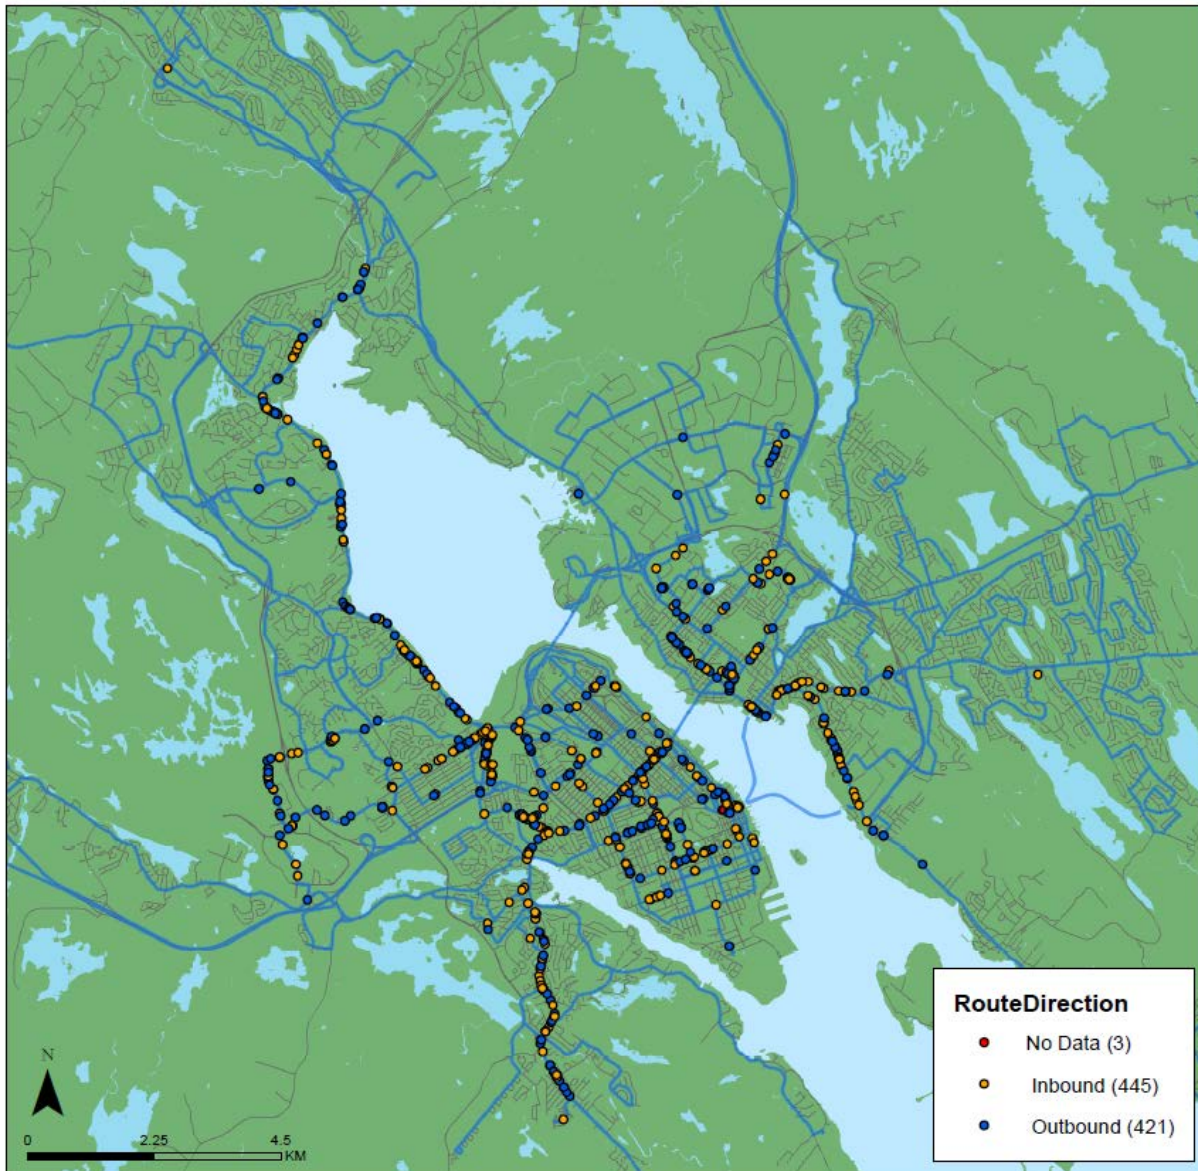 N
0 2.25 4.5
KM
RouteDirection
No Data (3)
Inbound (445)
Outbound (421)